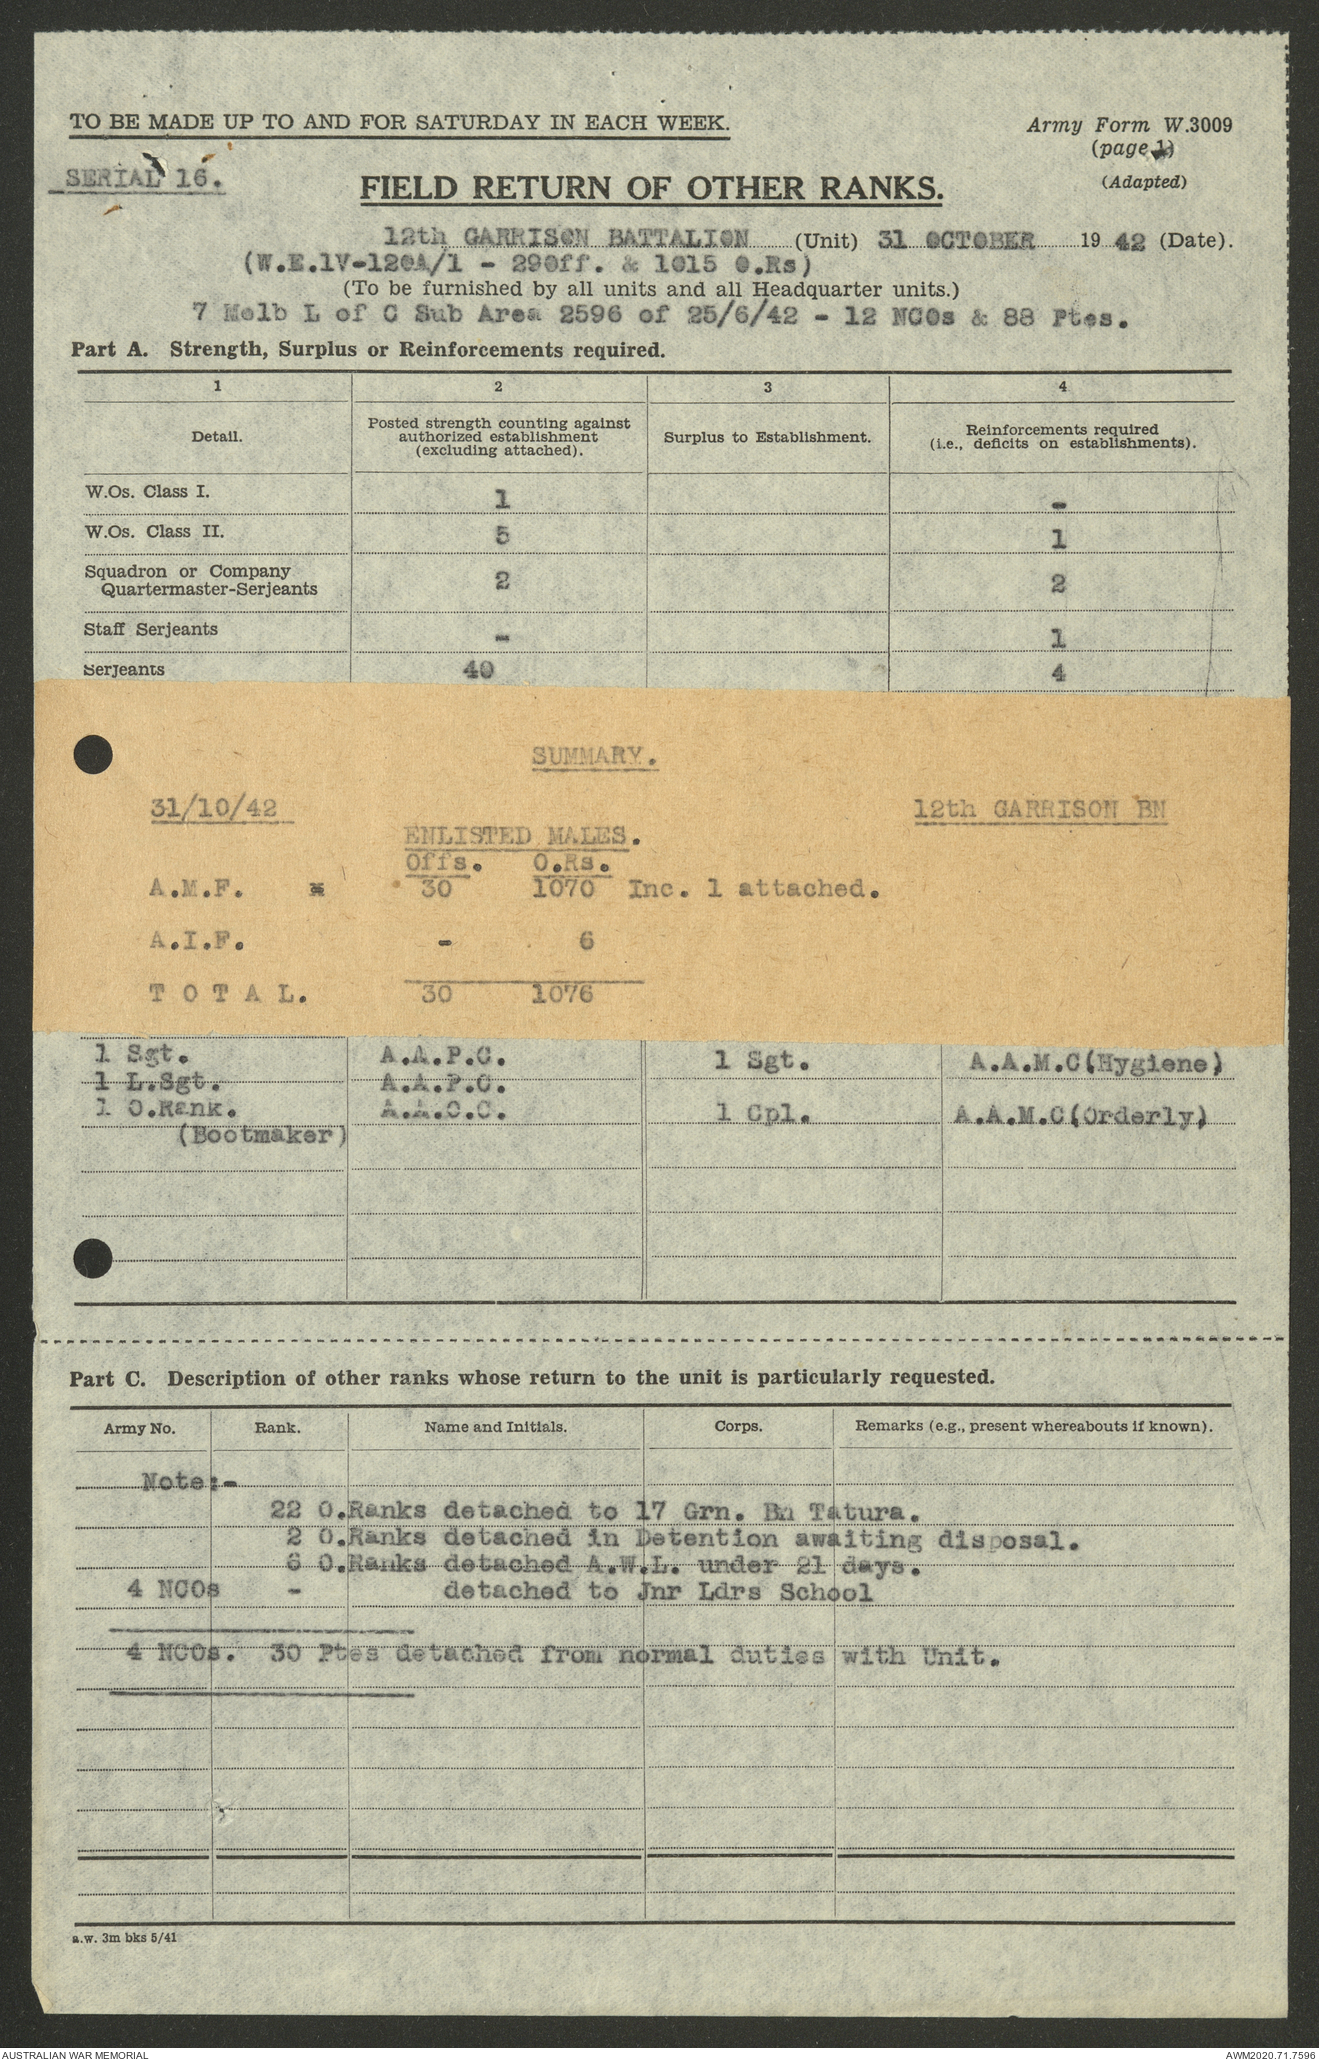 TO BE MADE UP TO AND FOR SATURDAY IN EACH WEEK.
Army Form W.3009
(page 1)
(Adapted)
SERIAL 16.
FIELD RETURN OF OTHER RANKS.
12th GARRISON BATTALION (Unit) 31 OCTOBER 1942 (Date).
(W.E.1V-120A/1 - 29Off. & 1015 O.Rs)
(To be furnished by all units and all Headquarter units.)
7 Melb L of C Sub Area 2596 of 25/6/42 - 12 NCOs & 88 Ptes.
Part A. Strength, Surplus or Reinforcements required.
1 2 3 4
Detail. Posted strength counting against authorized establishment (excluding attached). Surplus to Establishment. Reinforcements required (i.e., deficits on establishments).
W.Os. Class I. 1 -
W.Os. Class II. 5 1
Squadron or Company
Quartermaster-Serjeants 2 2
Staff Serjeants - 1
Serjeants 40 4
SUMMARY.
31/10/42 12th GARRISON BN
ENLISTED MALES.
Offs. O.Rs.
A.M.F. 30 1070 Inc. 1 attached.
A.I.F. - 6
T O T A L. 30 1076
1 Sgt. A.A.P.C. 1 Sgt. A.A.M.C(Hygiene)
1 L.Sgt. A.A.P.C.
1 O.Rank. A.A.O.C. 1 Cpl. A.A.M.C(Orderly)
(Bootmaker)
Part C. Description of other ranks whose return to the unit is particularly requested.
Army No. Rank. Name and Initials. Corps. Remarks (e.g., present whereabouts if known).
Note:-
22 O.Ranks detached to 17 Grn. Bn Tatura.
2 O.Ranks detached in Detention awaiting disposal.
6 O.Ranks detached A.W.L. under 21 days.
4 NCOs - detached to Jnr Ldrs School
4 NCOs. 30 Ptes detached from normal duties with Unit.
a.w. 3m bks 5/41
AUSTRALIAN WAR MEMORIAL AWM2020.71.7596